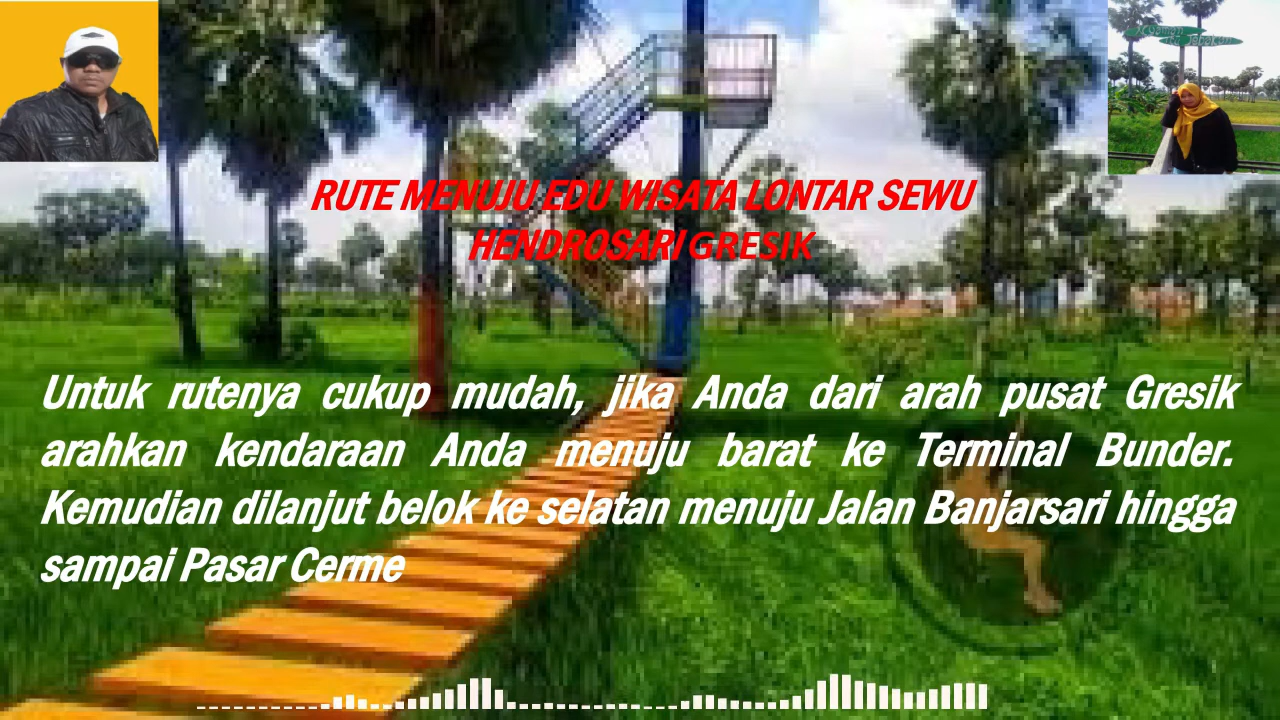 RUTE MENUJU EDU WISATA LONTAR SEWU
HENDROSARI GRESIK
Untuk rutenya cukup mudah, jika Anda dari arah pusat Gresik
arahkan kendaraan Anda menuju barat ke Terminal Bunder.
Kemudian dilanjut belok ke selatan menuju Jalan Banjarsari hingga
sampai Pasar Cerme